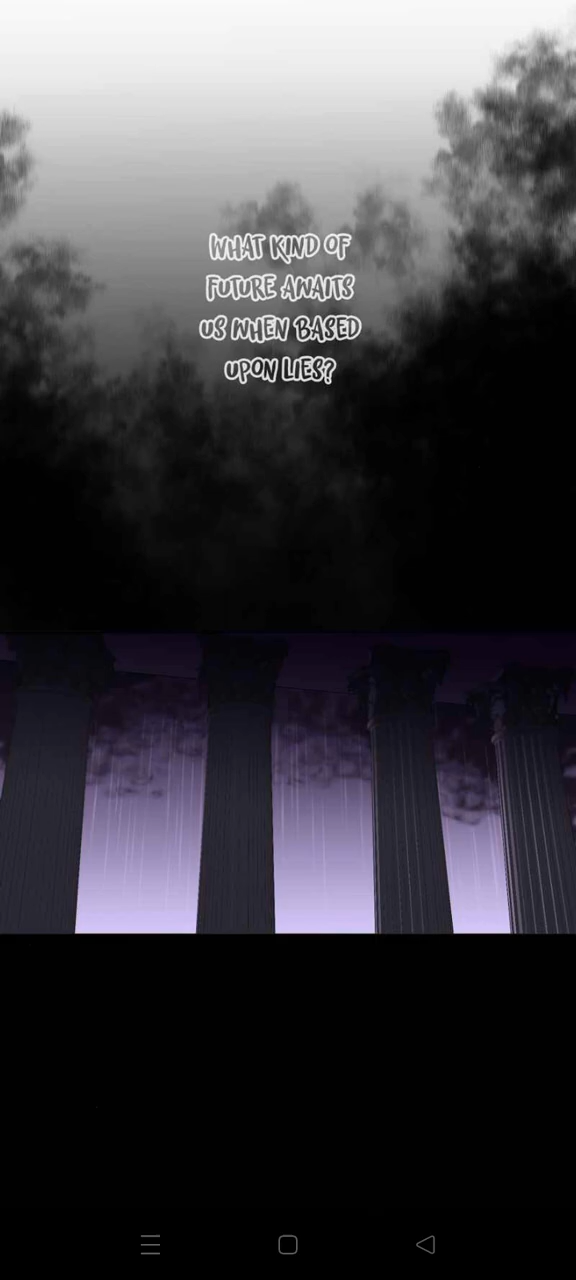 WHAT KIND OF
FUTURE AWAITS
US WHEN BASED
UPON LIES?